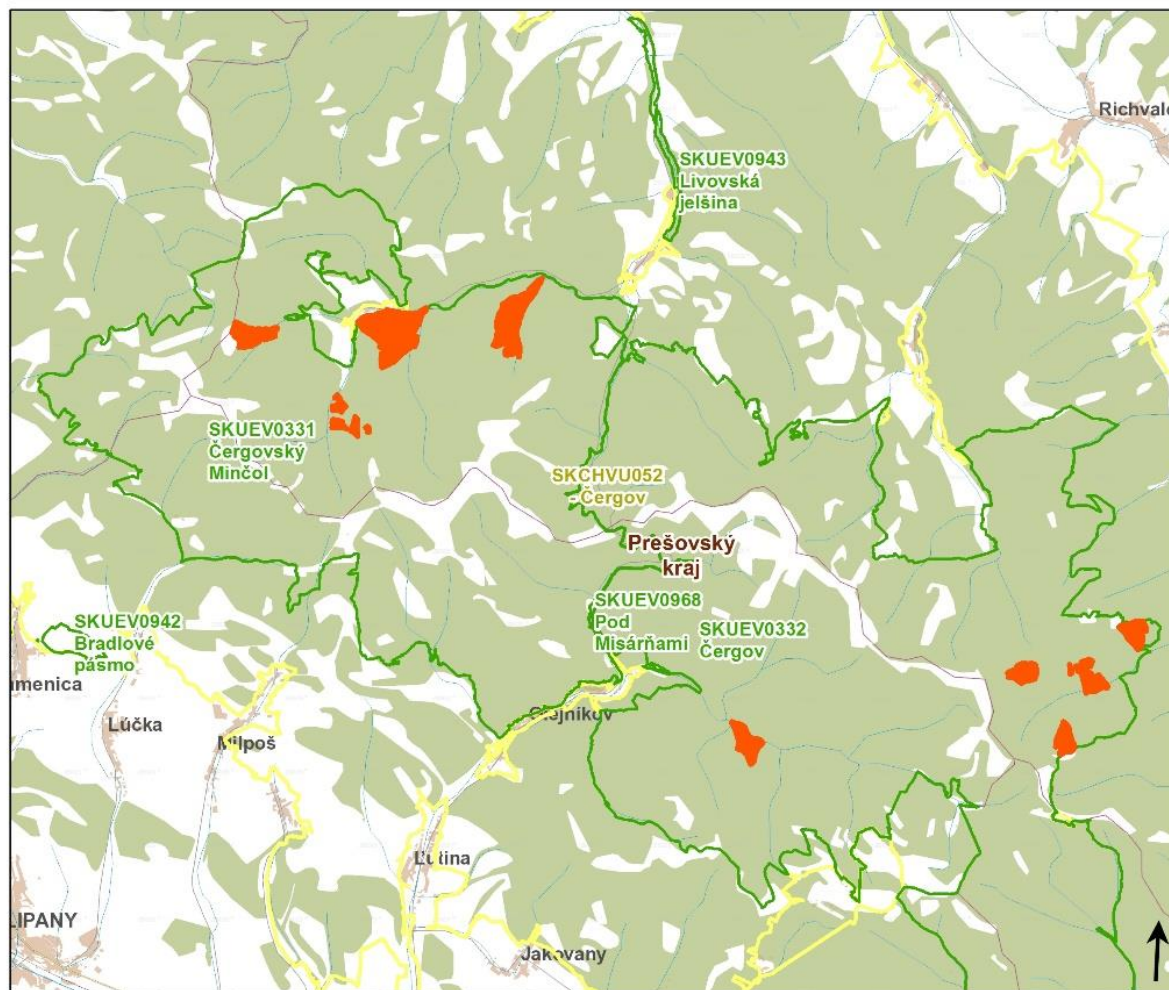 Richvald
SKUEV0943
Livovská
jelšina
SKUEV0331
Čergovský
Minčol
SKCHVU052
- Čergov
Prešovský
kraj
SKUEV0942
Bradlové
pásmo
SKUEV0968
Pod
Misárňami
SKUEV0332
Čergov
umenica
Lúčka
Milpoš
Olejníkov
Ľutina
LIPANY
Jakovany